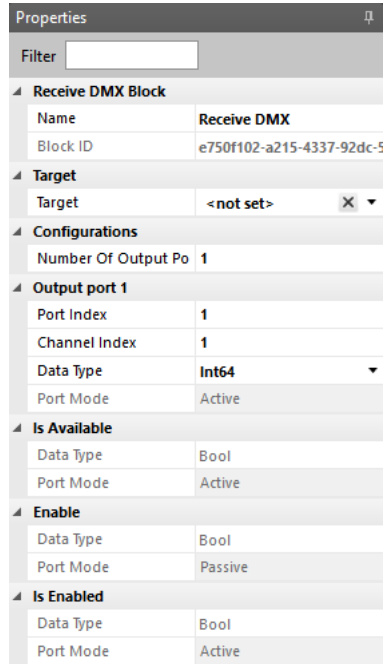 Properties
Filter
Receive DMX Block
Name Receive DMX
Block ID e750f102-a215-4337-92dc-5
Target
Target <not set>
Configurations
Number Of Output Po 1
Output port 1
Port Index 1
Channel Index 1
Data Type Int64
Port Mode Active
Is Available
Data Type Bool
Port Mode Active
Enable
Data Type Bool
Port Mode Passive
Is Enabled
Data Type Bool
Port Mode Active